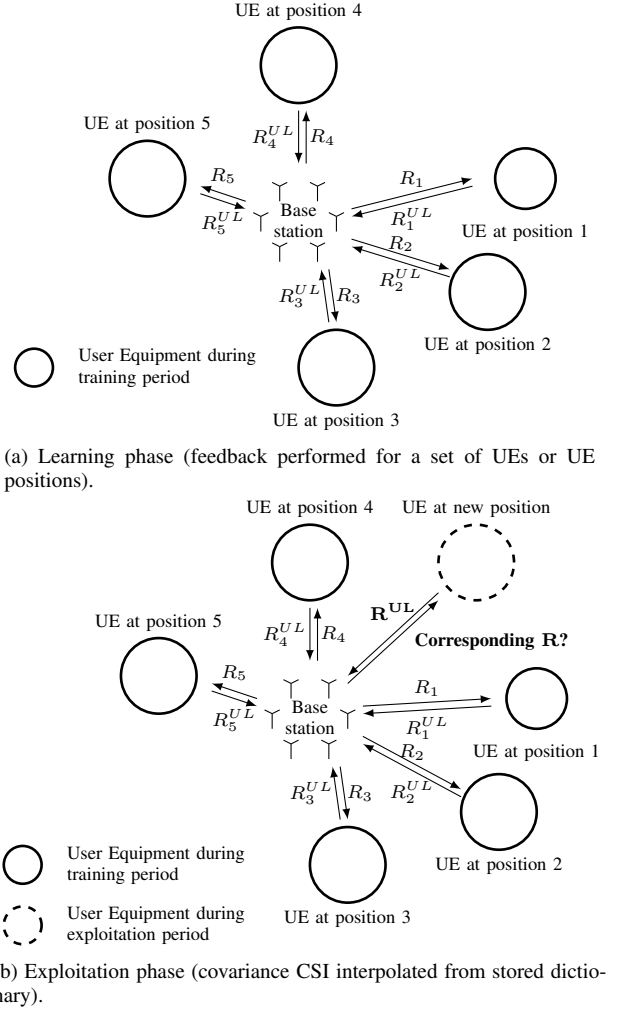 UE at position 4
UE at position 5
R_4^{UL} R_4
R_5
R_5^{UL}
R_1
R_1^{UL}
Base
station
UE at position 1
R_2
R_2^{UL}
R_3^{UL} R_3
UE at position 2
User Equipment during
training period
UE at position 3
(a) Learning phase (feedback performed for a set of UEs or UE
positions).
UE at position 4 UE at new position
UE at position 5
R_4^{UL} R_4
R^{UL}
Corresponding R?
R_5
R_5^{UL}
R_1
R_1^{UL}
Base
station
UE at position 1
R_2
R_2^{UL}
R_3^{UL} R_3
UE at position 2
User Equipment during
training period
UE at position 3
User Equipment during
exploitation period
b) Exploitation phase (covariance CSI interpolated from stored dictio-
nary).